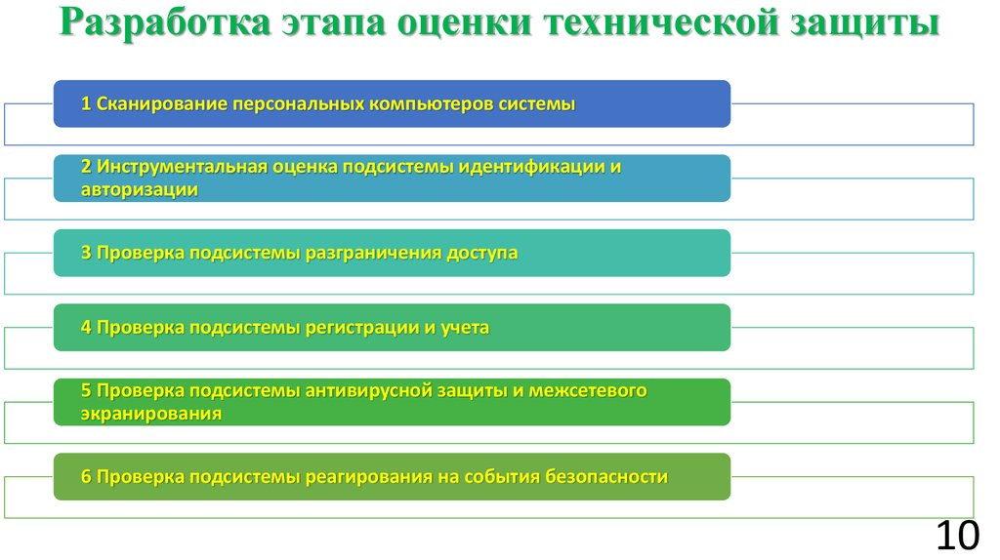 Разработка этапа оценки технической защиты
1 Сканирование персональных компьютеров системы
2 Инструментальная оценка подсистемы идентификации и
авторизации
3 Проверка подсистемы разграничения доступа
4 Проверка подсистемы регистрации и учета
5 Проверка подсистемы антивирусной защиты и межсетевого
экранирования
6 Проверка подсистемы реагирования на события безопасности
10